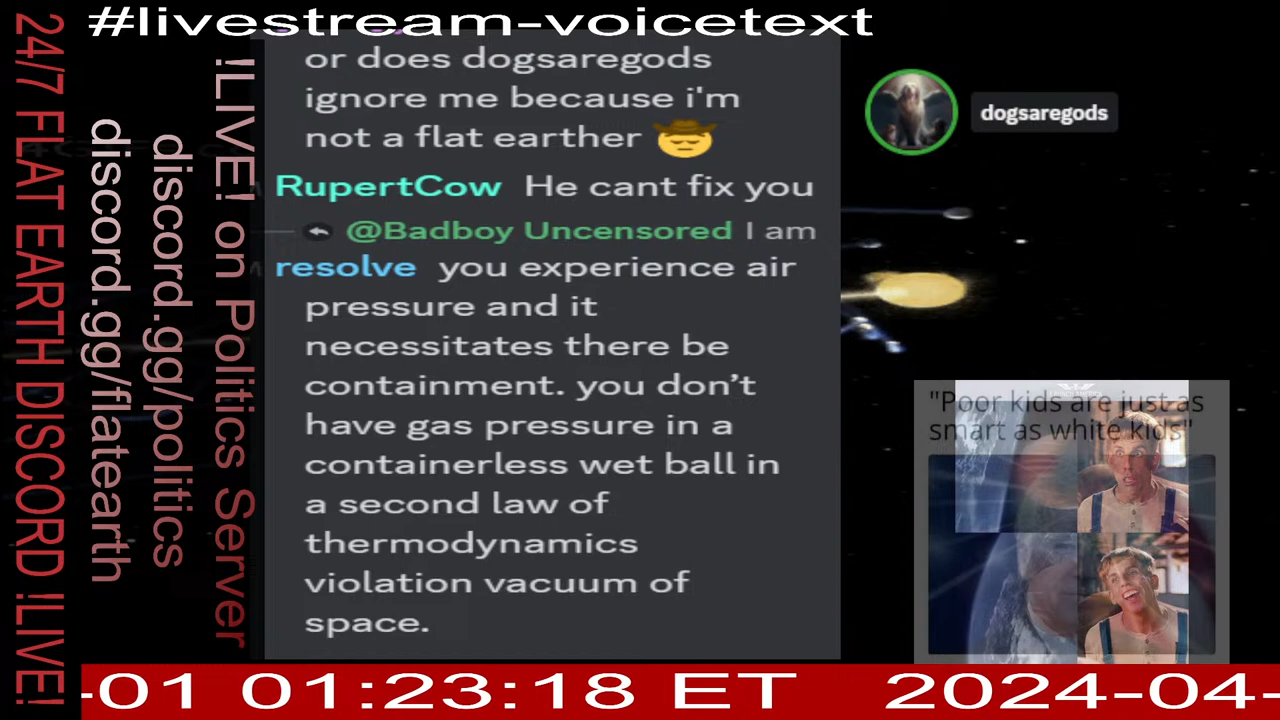 #livestream-voicetext
24/7 FLAT EARTH DISCORD !LIVE!
discord.gg/flatearth
discord.gg/politics
!LIVE! on Politics Server
or does dogsaregods
ignore me because i'm
not a flat earther
RupertCow He cant fix you
@Badboy Uncensored I am
resolve you experience air
pressure and it
necessitates there be
containment. you don’t
have gas pressure in a
containerless wet ball in
a second law of
thermodynamics
violation vacuum of
space.
dogsaregods
"Poor kids are just as
smart as white kids"
-01 01:23:18 ET 2024-04-